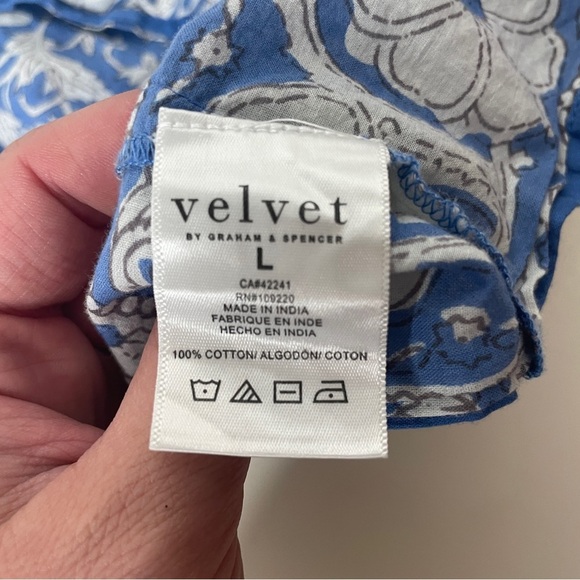 velvet
BY GRAHAM & SPENCER
L
CA#42241
RN#109220
MADE IN INDIA
FABRIQUE EN INDE
HECHO EN INDIA
100% COTTON/ ALGODÓN/ COTON